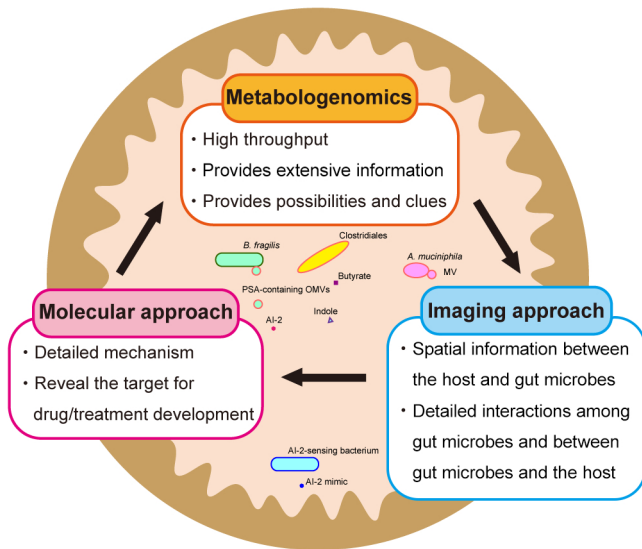 Metabologenomics
・High throughput
・Provides extensive information
・Provides possibilities and clues
Clostridiales
B. fragilis
A. muciniphila
MV
Butyrate
PSA-containing OMVs
AI-2
Indole
Molecular approach
・Detailed mechanism
・Reveal the target for
drug/treatment development
Imaging approach
・Spatial information between
the host and gut microbes
・Detailed interactions among
gut microbes and between
gut microbes and the host
AI-2-sensing bacterium
AI-2 mimic